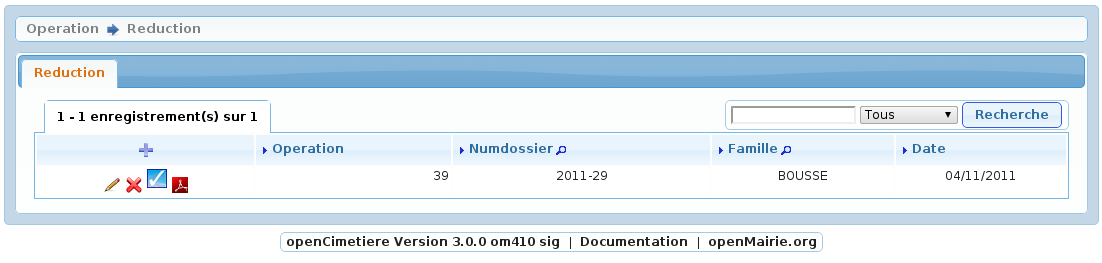 Operation Reduction
Reduction
1 - 1 enregistrement(s) sur 1
Tous Recherche
Operation Numdossier Famille Date
39 2011-29 BOUSSE 04/11/2011
openCimetiere Version 3.0.0 om410 sig | Documentation | openMairie.org